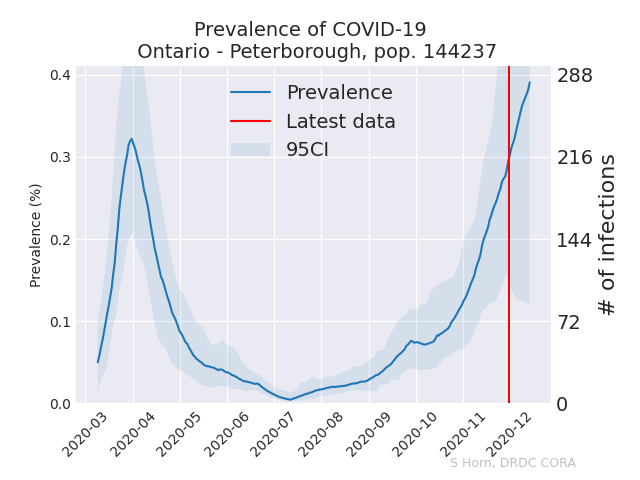 Prevalence of COVID-19
Ontario - Peterborough, pop. 144237
Prevalence
Latest data
95CI
Prevalence (%)
0.4
0.3
0.2
0.1
0.0
288
216
144
72
0
# of infections
2020-03
2020-04
2020-05
2020-06
2020-07
2020-08
2020-09
2020-10
2020-11
2020-12
S Horn, DRDC CORA